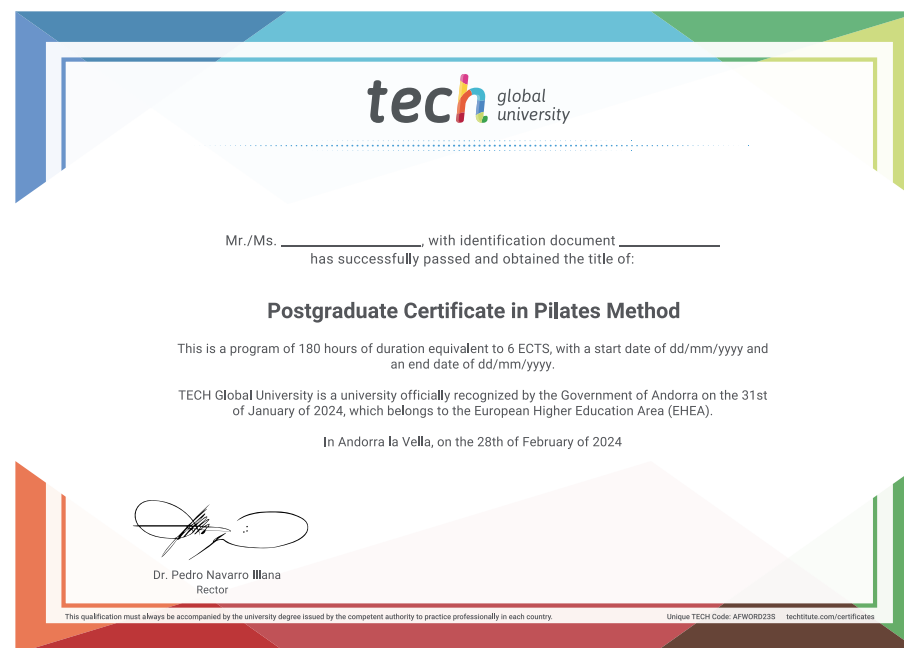 tech global university
Mr./Ms. ____________________, with identification document ______________
has successfully passed and obtained the title of:
Postgraduate Certificate in Pilates Method
This is a program of 180 hours of duration equivalent to 6 ECTS, with a start date of dd/mm/yyyy and
an end date of dd/mm/yyyy.
TECH Global University is a university officially recognized by the Government of Andorra on the 31st
of January of 2024, which belongs to the European Higher Education Area (EHEA).
In Andorra la Vella, on the 28th of February of 2024
Dr. Pedro Navarro Illana
Rector
This qualification must always be accompanied by the university degree issued by the competent authority to practice professionally in each country.
Unique TECH Code: AFWORD23S techtitute.com/certificates